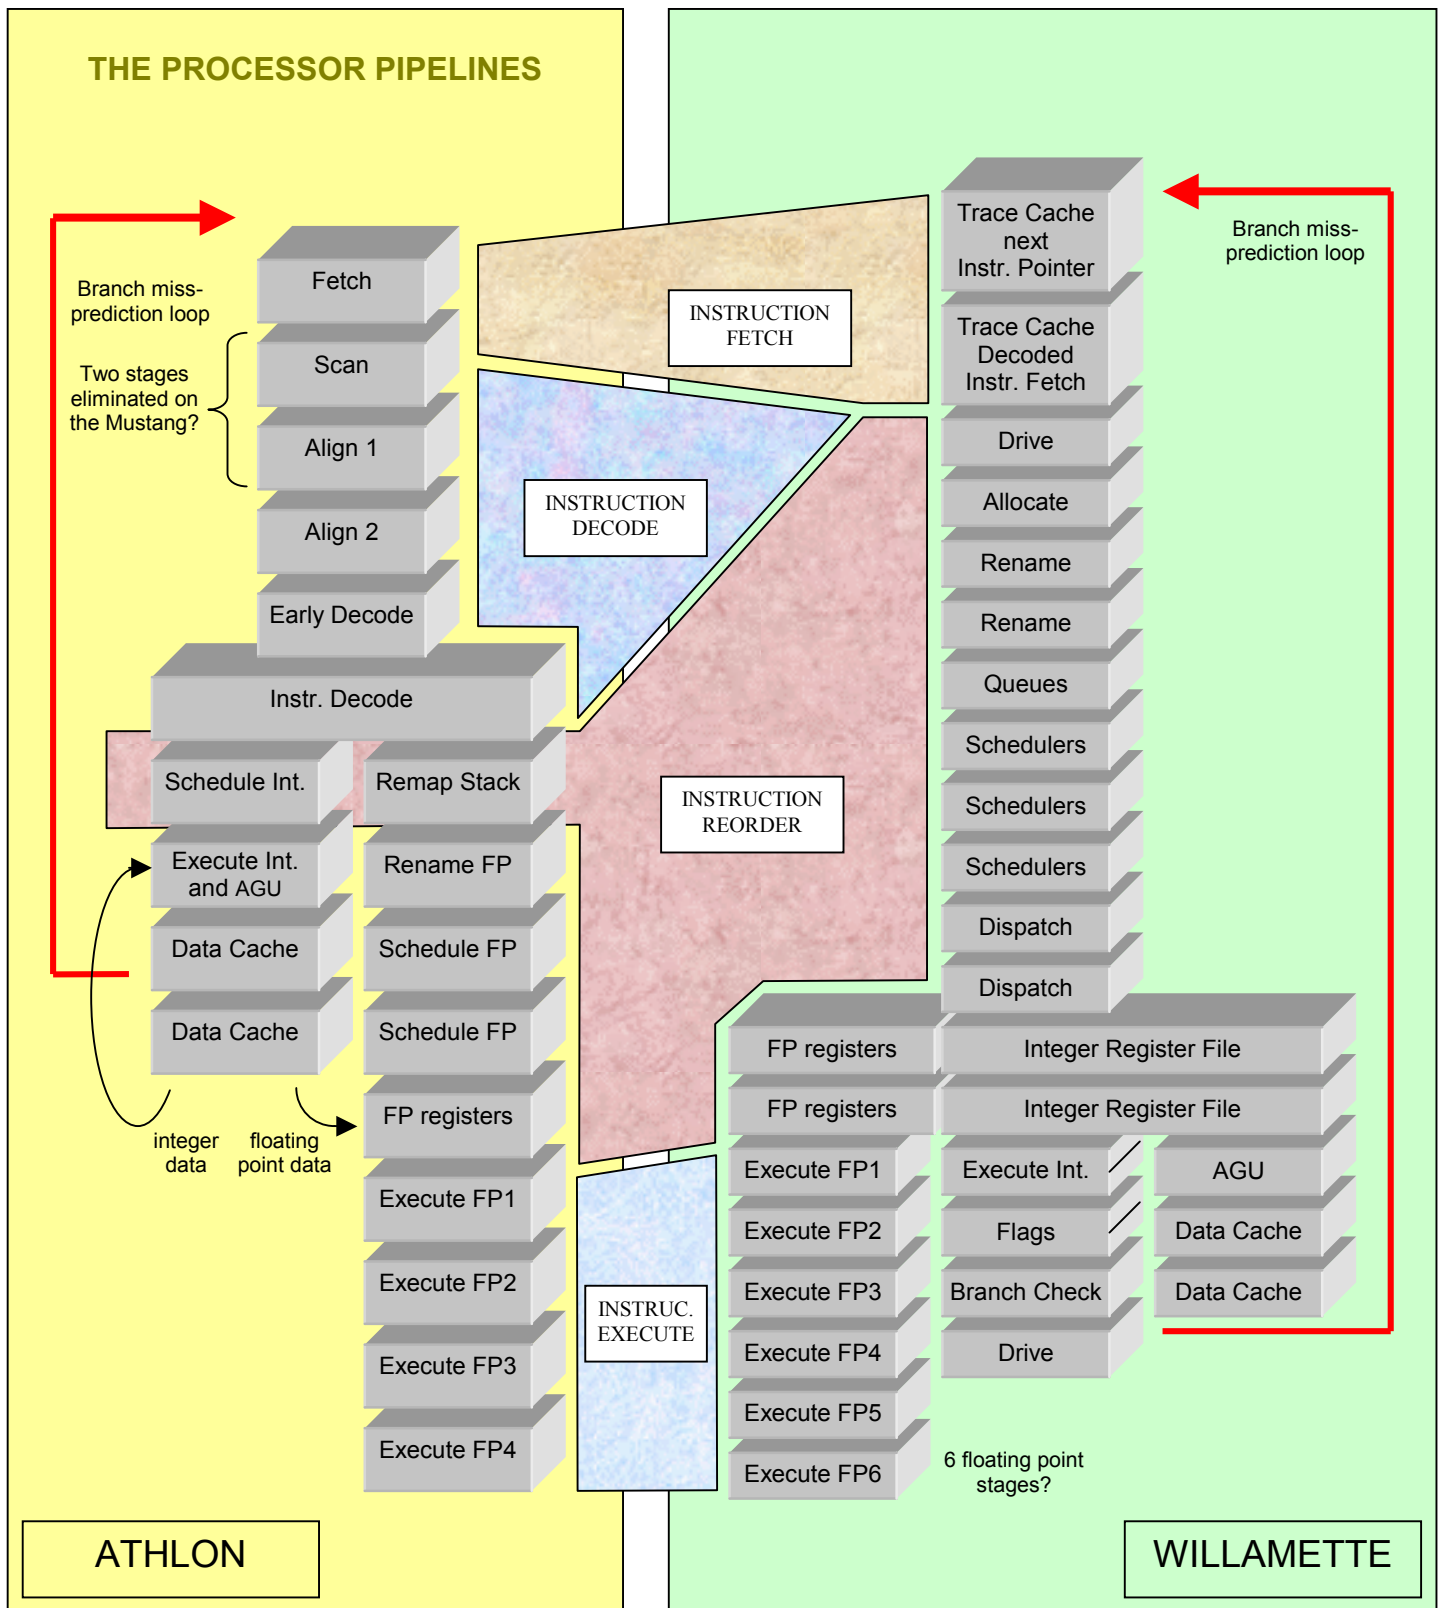 THE PROCESSOR PIPELINES
Branch miss-
prediction loop
Two stages
eliminated on
the Mustang?
Fetch
Scan
Align 1
Align 2
Early Decode
Instr. Decode
Schedule Int.
Execute Int.
and AGU
Data Cache
Data Cache
integer
data
floating
point data
Remap Stack
Rename FP
Schedule FP
Schedule FP
FP registers
Execute FP1
Execute FP2
Execute FP3
Execute FP4
ATHLON
INSTRUCTION
FETCH
INSTRUCTION
DECODE
INSTRUCTION
REORDER
INSTRUC.
EXECUTE
Trace Cache
next
Instr. Pointer
Trace Cache
Decoded
Instr. Fetch
Drive
Allocate
Rename
Rename
Queues
Schedulers
Schedulers
Schedulers
Dispatch
Dispatch
Branch miss-
prediction loop
FP registers
Integer Register File
FP registers
Integer Register File
Execute FP1
Execute FP2
Execute FP3
Execute FP4
Execute FP5
Execute FP6
Execute Int.
Flags
Branch Check
Drive
AGU
Data Cache
Data Cache
6 floating point
stages?
WILLAMETTE